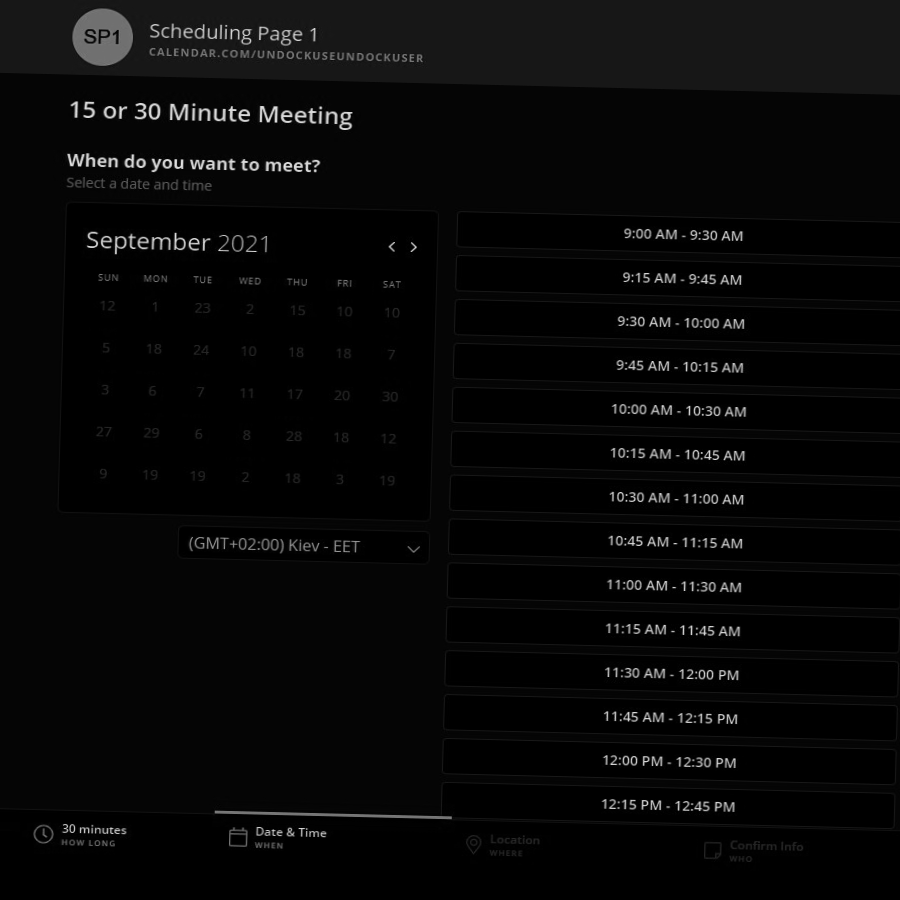 SP1
Scheduling Page 1
CALENDAR.COM/UNDOCKUSEUNDOCKUSER
15 or 30 Minute Meeting
When do you want to meet?
Select a date and time
September 2021
SUN MON TUE WED THU FRI SAT
12 1 23 2 15 10 10
5 18 24 10 18 18 7
3 6 7 11 17 20 30
27 29 6 8 28 18 12
9 19 19 2 18 3 19
(GMT+02:00) Kiev - EET
9:00 AM - 9:30 AM
9:15 AM - 9:45 AM
9:30 AM - 10:00 AM
9:45 AM - 10:15 AM
10:00 AM - 10:30 AM
10:15 AM - 10:45 AM
10:30 AM - 11:00 AM
10:45 AM - 11:15 AM
11:00 AM - 11:30 AM
11:15 AM - 11:45 AM
11:30 AM - 12:00 PM
11:45 AM - 12:15 PM
12:00 PM - 12:30 PM
12:15 PM - 12:45 PM
30 minutes
HOW LONG
Date & Time
WHEN
Location
WHERE
Confirm Info
WHO